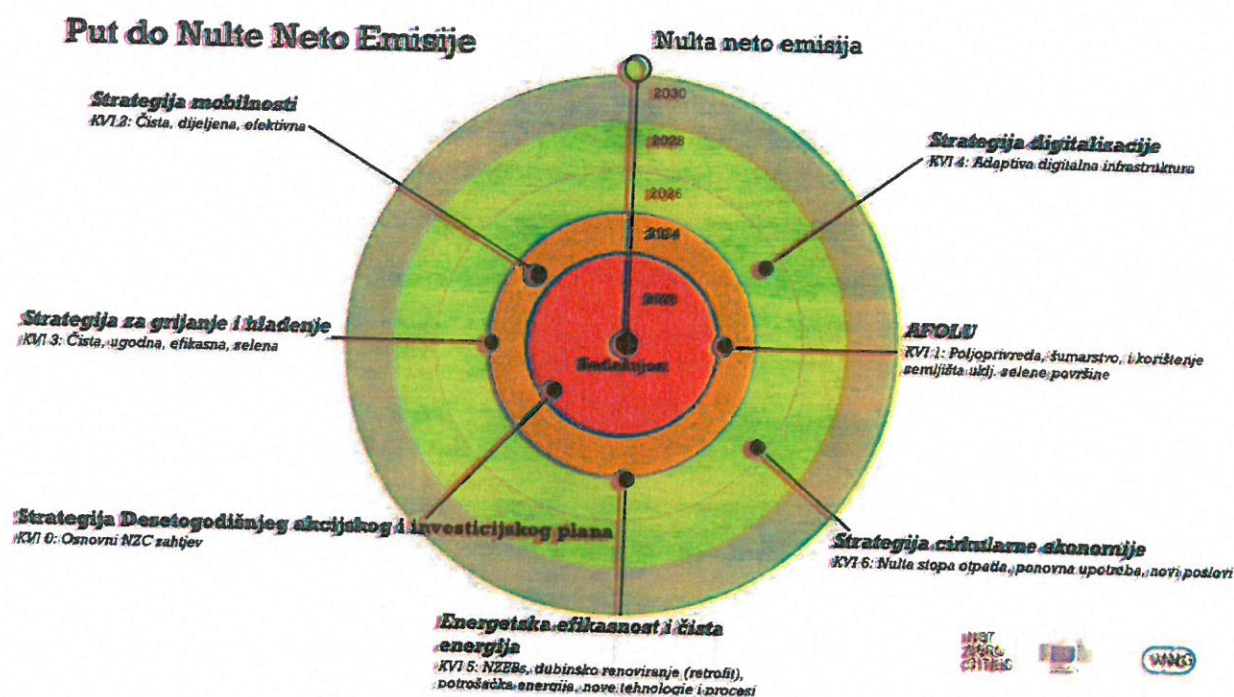 Put do Nulte Neto Emisije
Nulta neto emisija
2030
Strategija mobilnosti
KVI 2: Čista, dijeljena, efektivna
2028
Strategija digitalizacije
KVI 4: Adaptiva digitalna infrastruktura
2026
2024
Strategija za grijanje i hlađenje
KVI 3: Čista, ugodna, efikasna, zelena
AFOLU
KVI 1: Poljoprivreda, šumarstvo, i korištenje
zemljišta uklj. zelene površine
Strategija Desetogodišnjeg akcijskog i investicijskog plana
KVI 0: Osnovni NZC zahtjev
Strategija cirkularne ekonomije
KVI 6: Nulta stopa otpada, ponovna upotreba, novi poslovi
Energetska efikasnost i čista
energija
KVI 5: NZEBs, dubinsko renoviranje (retrofit),
potrošačka energija, nove tehnologie i procesi